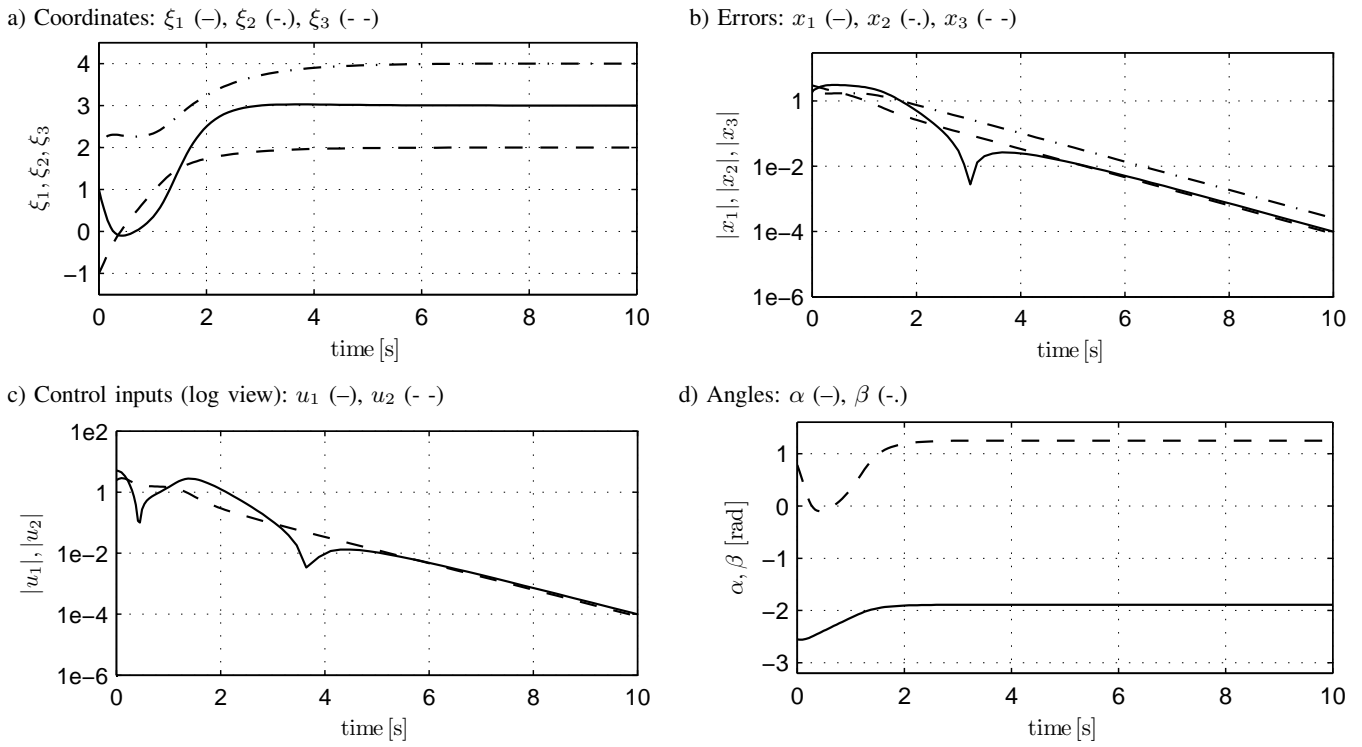 a) Coordinates: ξ₁ (–), ξ₂ (-.), ξ₃ (- -)
4
3
2
1
0
−1
ξ₁, ξ₂, ξ₃
0 2 4 6 8 10
time [s]
b) Errors: x₁ (–), x₂ (-.), x₃ (- -)
1
1e−2
1e−4
1e−6
|x₁|, |x₂|, |x₃|
0 2 4 6 8 10
time [s]
c) Control inputs (log view): u₁ (–), u₂ (- -)
1e2
1
1e−2
1e−4
1e−6
|u₁|, |u₂|
0 2 4 6 8 10
time [s]
d) Angles: α (–), β (-.)
1
0
−1
−2
−3
α, β [rad]
0 2 4 6 8 10
time [s]